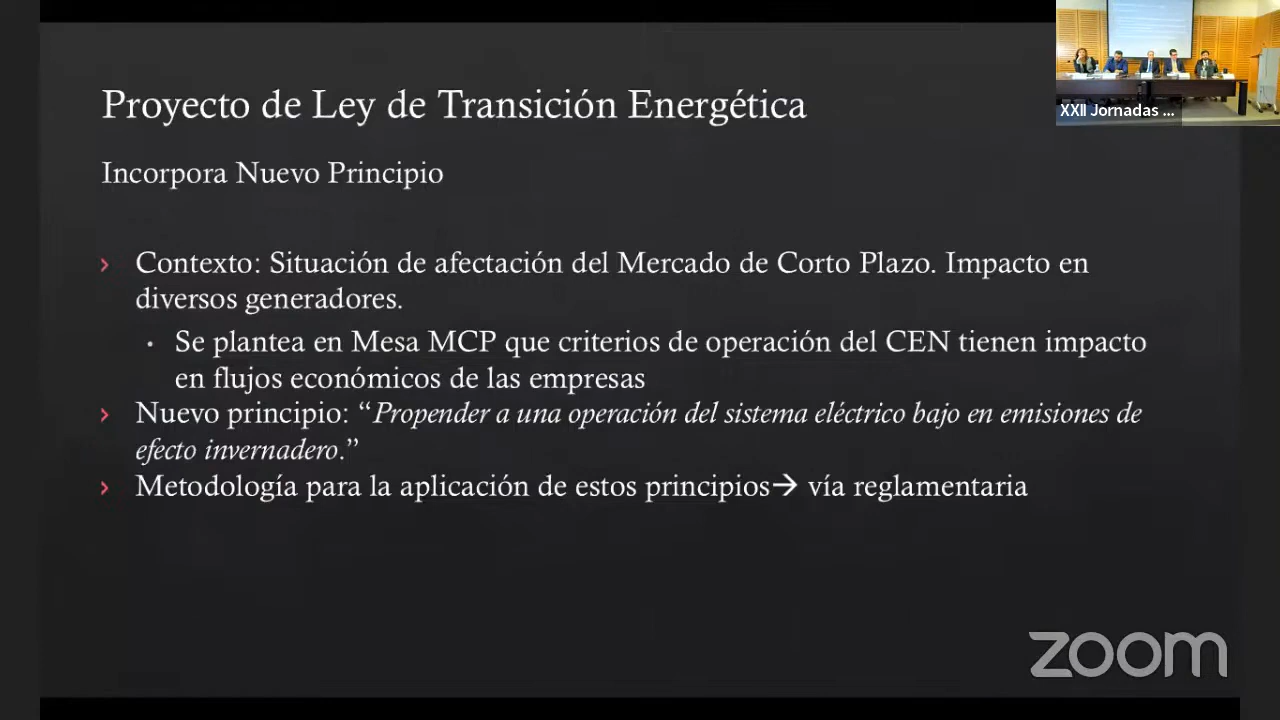 Proyecto de Ley de Transición Energética
XXII Jornadas ...
Incorpora Nuevo Principio
› Contexto: Situación de afectación del Mercado de Corto Plazo. Impacto en
diversos generadores.
• Se plantea en Mesa MCP que criterios de operación del CEN tienen impacto
en flujos económicos de las empresas
› Nuevo principio: “Propender a una operación del sistema eléctrico bajo en emisiones de
efecto invernadero.”
› Metodología para la aplicación de estos principios→ vía reglamentaria
zoom